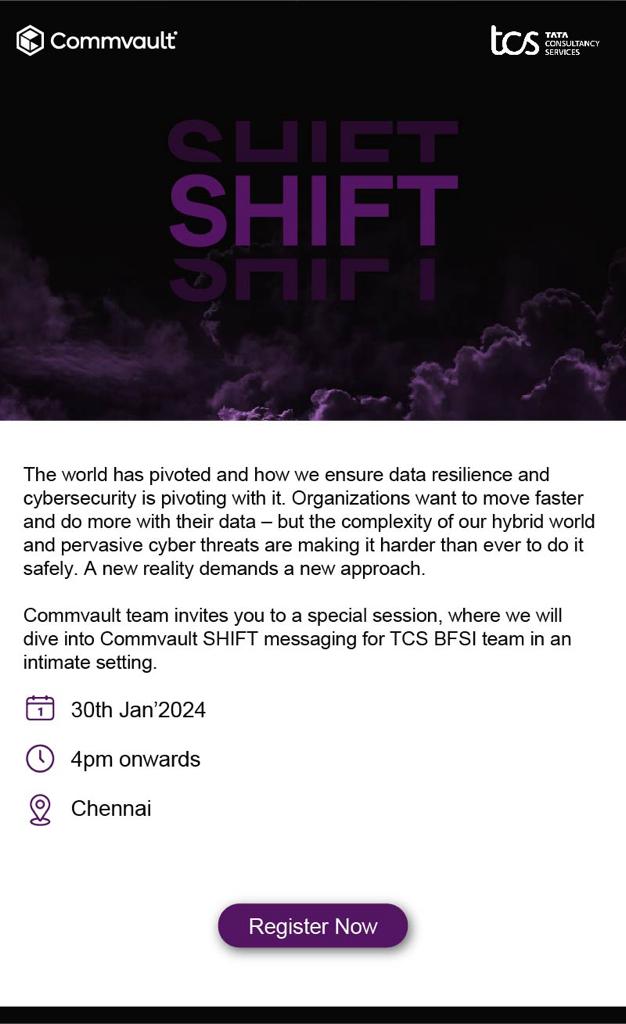 Commvault®
tcs TATA
CONSULTANCY
SERVICES
SHIFT
SHIFT
SHIFT
The world has pivoted and how we ensure data resilience and
cybersecurity is pivoting with it. Organizations want to move faster
and do more with their data – but the complexity of our hybrid world
and pervasive cyber threats are making it harder than ever to do it
safely. A new reality demands a new approach.
Commvault team invites you to a special session, where we will
dive into Commvault SHIFT messaging for TCS BFSI team in an
intimate setting.
1
30th Jan’2024
4pm onwards
Chennai
Register Now